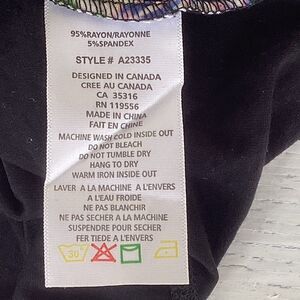 95%RAYON/RAYONNE
5%SPANDEX
STYLE # A23335
DESIGNED IN CANADA
CREE AU CANADA
CA 35316
RN 119556
MADE IN CHINA
FAIT EN CHINE
MACHINE WASH COLD INSIDE OUT
DO NOT BLEACH
DO NOT TUMBLE DRY
HANG TO DRY
WARM IRON INSIDE OUT
LAVER A LA MACHINE A L'ENVERS
A L'EAU FROIDE
NE PAS BLANCHIR
NE PAS SECHER A LA MACHINE
SUSPENDRE POUR SECHER
FER TIEDE A L'ENVERS
30